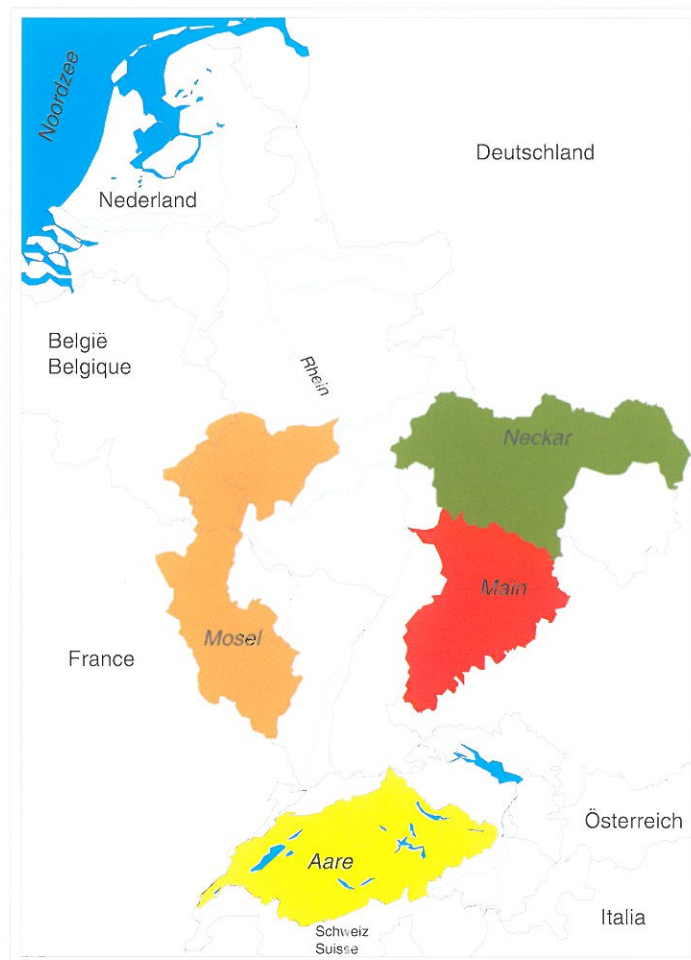 Noordzee
Deutschland
Nederland
België
Belgique
Rhein
Neckar
Main
Mosel
France
Österreich
Aare
Italia
Schweiz
Suisse